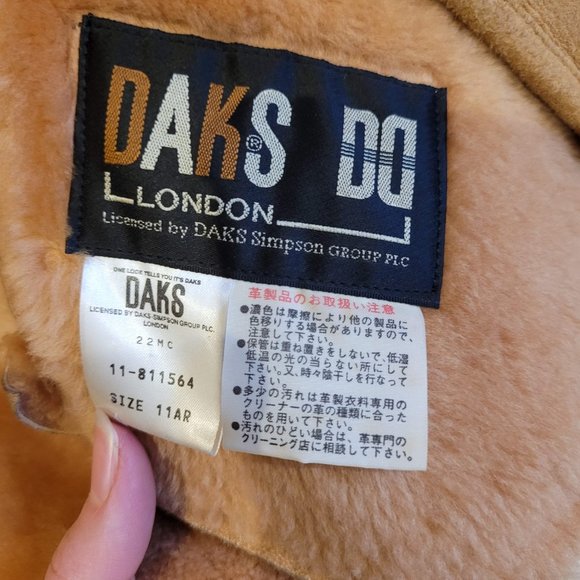 DAKS® DD
LONDON
Licensed by DAKS Simpson GROUP PLC
ONE LOOK TELLS YOU IT'S DAKS
DAKS
LICENSED BY DAKS-SIMPSON GROUP PLC.
LONDON
22MC
11-811564
SIZE 11AR
革製品のお取扱い注意
●濃色は摩擦により他の製品に
色移りする場合がありますので、
注意して下さい。
●保管は重ね置きをしないで、低湿
低温の光の当らない所にして
下さい。又、時々陰干しを行なって
下さい。
●多少の汚れは革製衣料専用の
クリーナーの革の種類に合った
ものを用いて下さい。
●汚れのひどい場合は、革専門の
クリーニング店に相談して下さい。